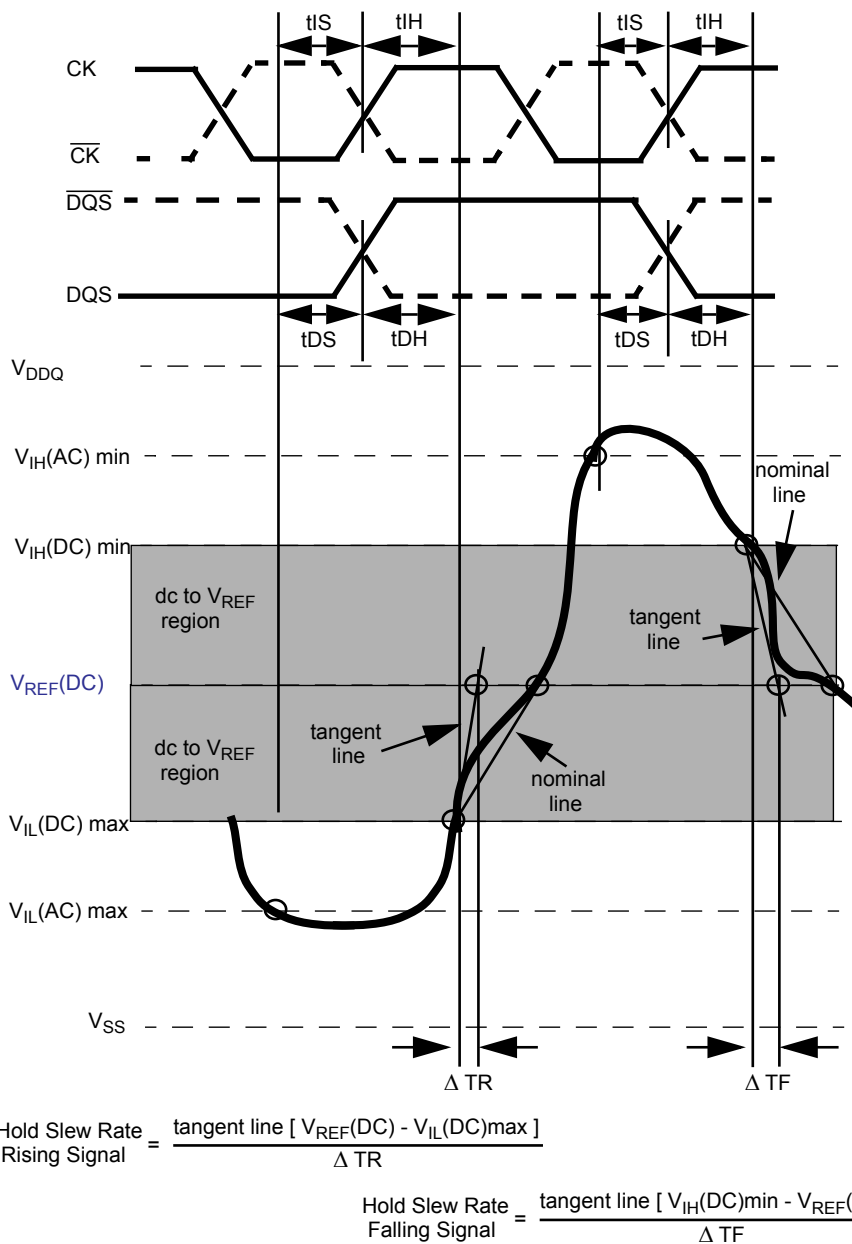 tIS tIH tIS tIH
CK
C̅K̅
D̅Q̅S̅
DQS
tDS tDH tDS tDH
VDDQ
VIH(AC) min
nominal
line
VIH(DC) min
dc to VREF
region
tangent
line
VREF(DC)
tangent
line
dc to VREF
region
nominal
line
VIL(DC) max
VIL(AC) max
VSS
Δ TR Δ TF
Hold Slew Rate
Rising Signal
= tangent line [ VREF(DC) - VIL(DC)max ]
Δ TR
Hold Slew Rate
Falling Signal
= tangent line [ VIH(DC)min - VREF(
Δ TF